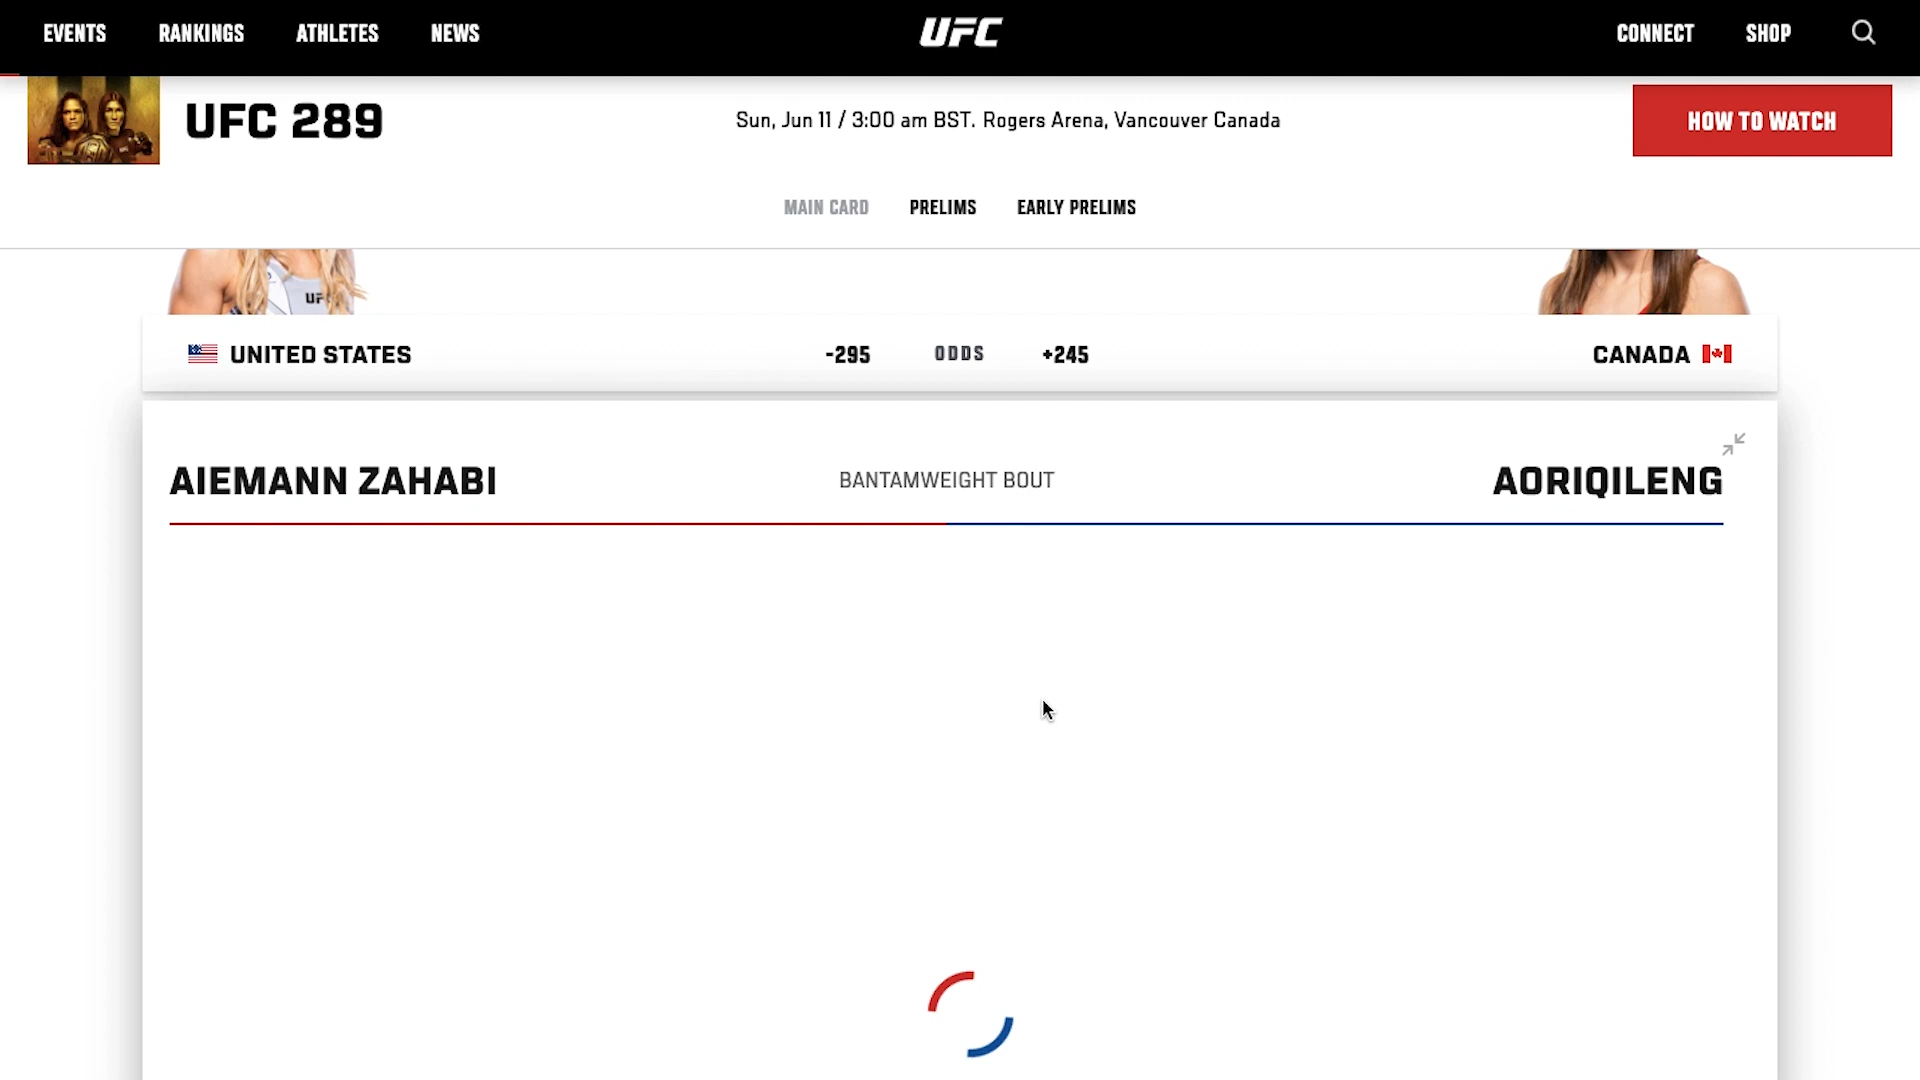 EVENTS RANKINGS ATHLETES NEWS UFC CONNECT SHOP
UFC 289 Sun, Jun 11 / 3:00 am BST. Rogers Arena, Vancouver Canada HOW TO WATCH
MAIN CARD PRELIMS EARLY PRELIMS
UFC
UNITED STATES -295 ODDS +245 CANADA
AIEMANN ZAHABI BANTAMWEIGHT BOUT AORIQILENG